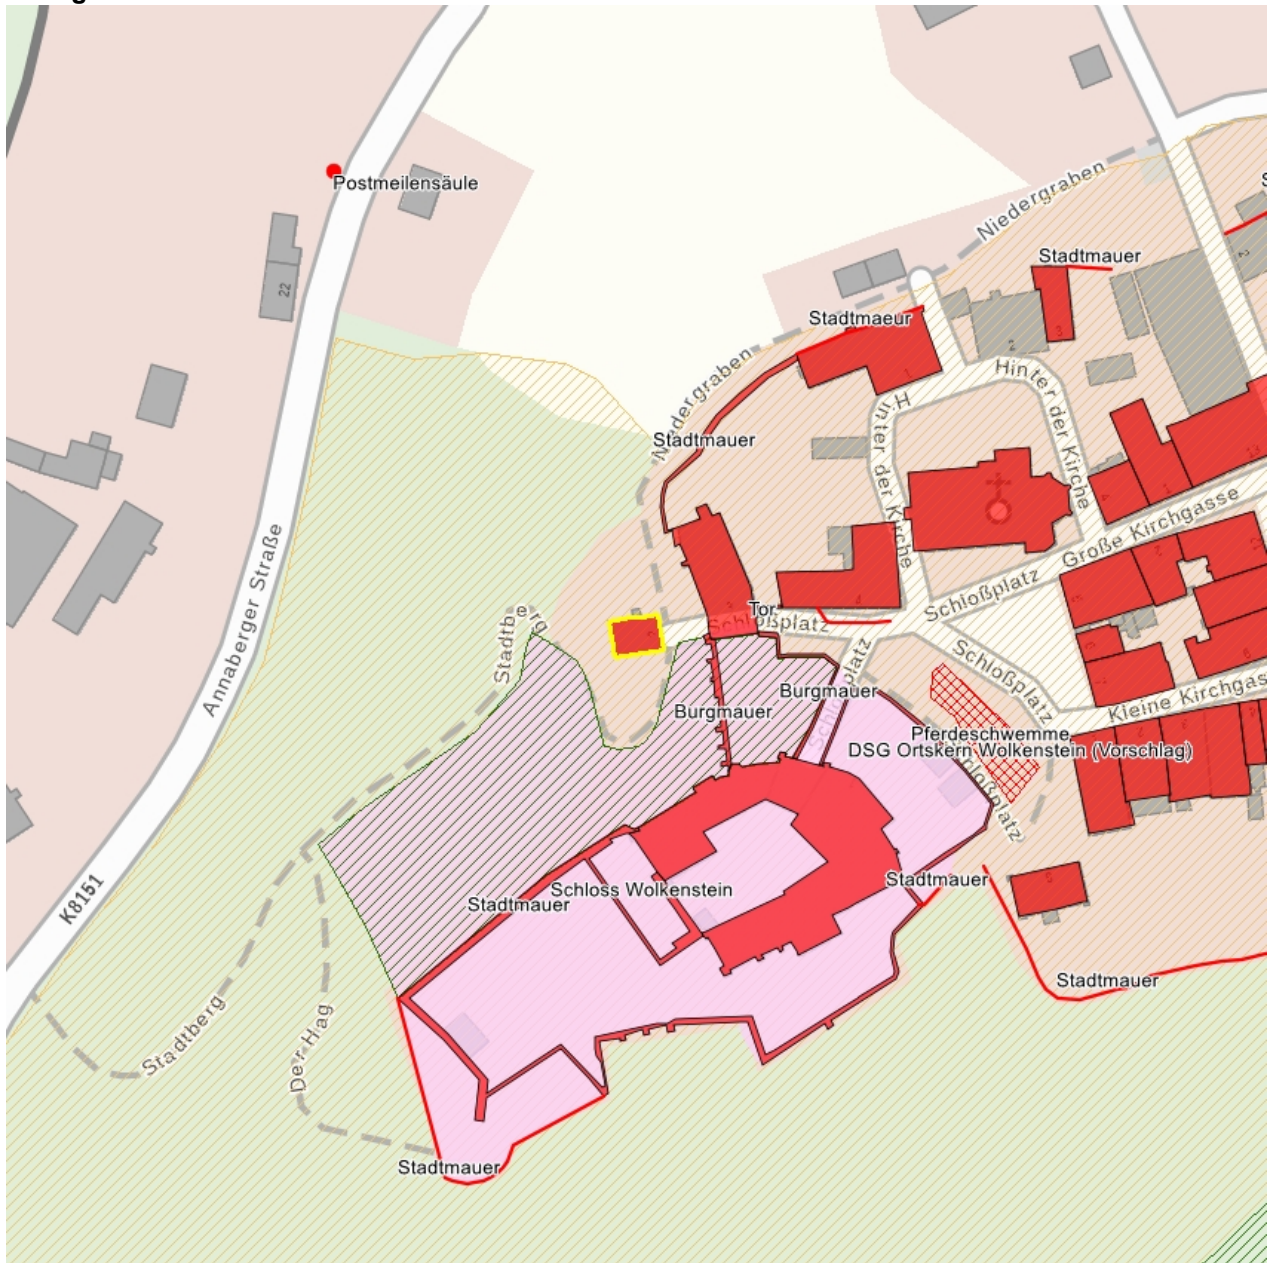 Postmeilensäule
22
Niedergraben
Stadtmauer
Stadtmaeur
Niedergraben
Stadtmauer
Hinter der Kirche
Hinter der Kirche
Große Kirchgasse
Schloßplatz
Tor
Schloßplatz
Stadtberg
Annaberger Straße
Schloßplatz
Schloßplatz
Burgmauer
Burgmauer
Kleine Kirchgas
Pferdeschwemme
DSG Ortskern Wolkenstein (Vorschlag)
Schloßplatz
K8151
Stadtmauer
Schloss Wolkenstein
Stadtmauer
Stadtmauer
Stadtberg
Der Hag
Stadtmauer